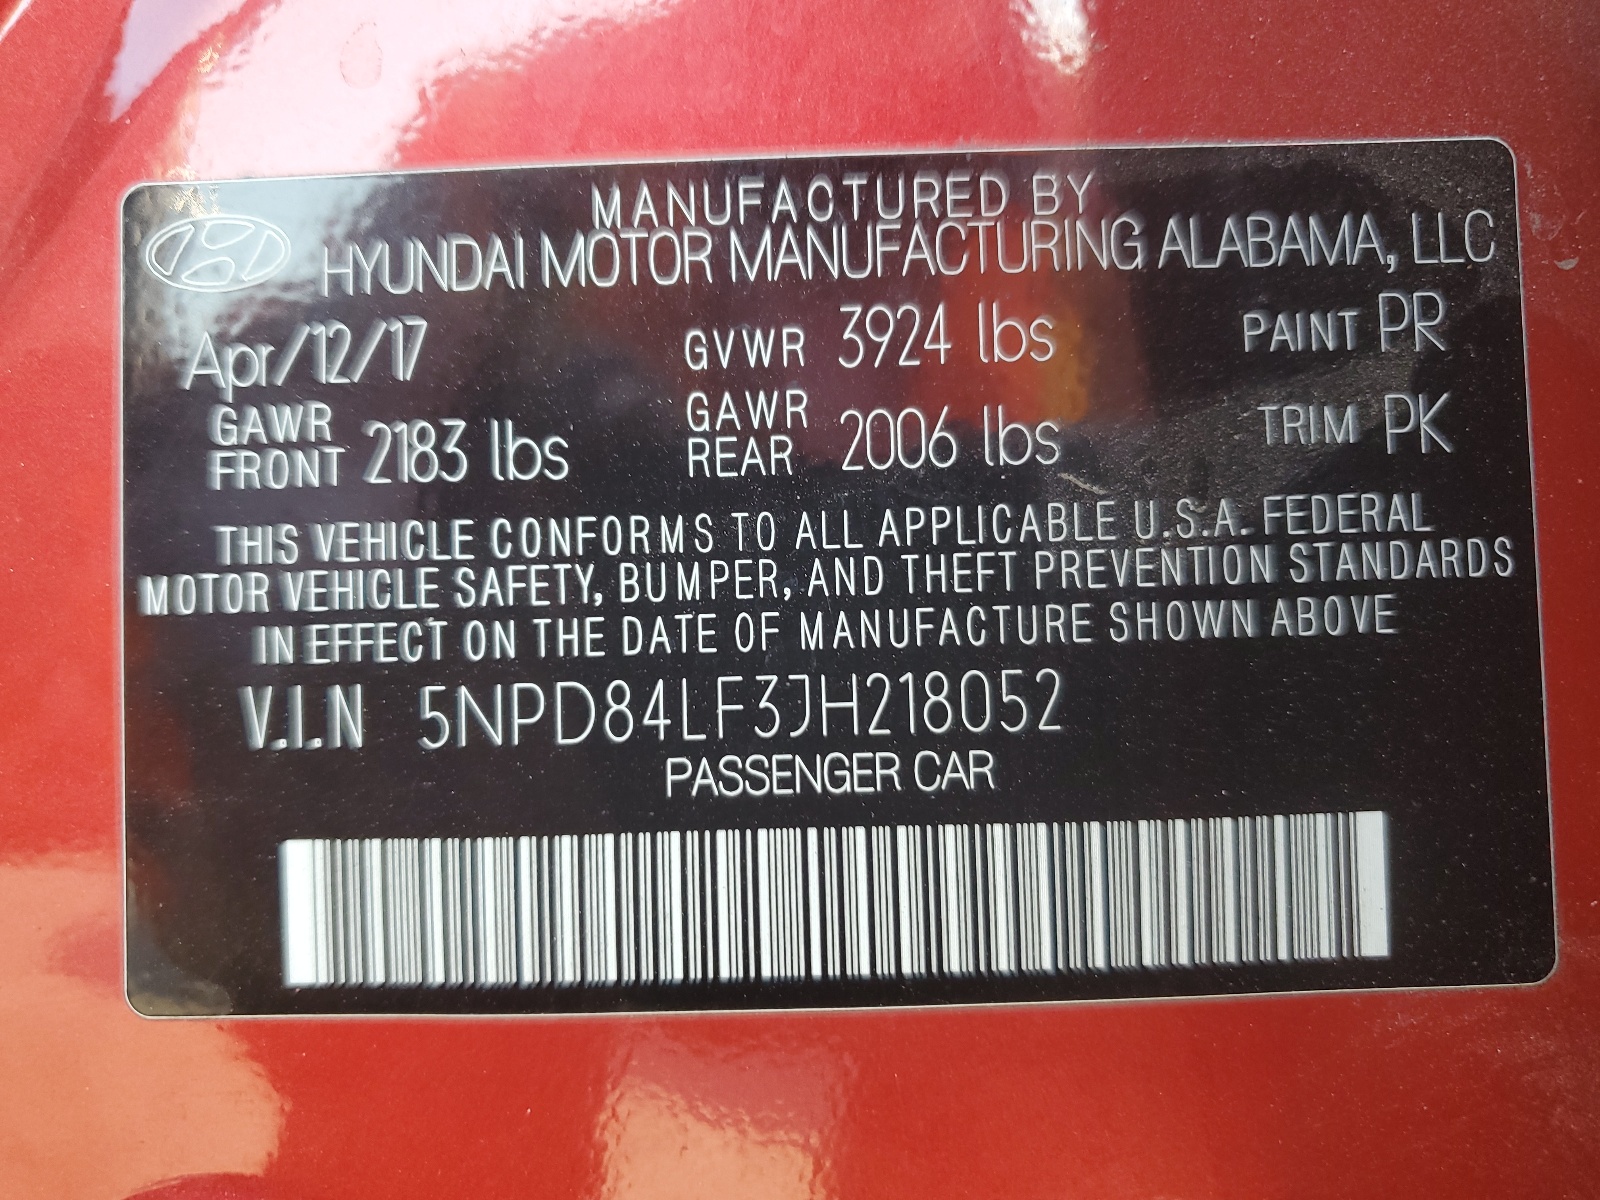 MANUFACTURED BY
HYUNDAI MOTOR MANUFACTURING ALABAMA, LLC
Apr/12/17 GVWR 3924 lbs PAINT PR
GAWR FRONT 2183 lbs GAWR REAR 2006 lbs TRIM PK
THIS VEHICLE CONFORMS TO ALL APPLICABLE U.S.A. FEDERAL
MOTOR VEHICLE SAFETY, BUMPER, AND THEFT PREVENTION STANDARDS
IN EFFECT ON THE DATE OF MANUFACTURE SHOWN ABOVE
V.I.N 5NPD84LF3JH218052
PASSENGER CAR